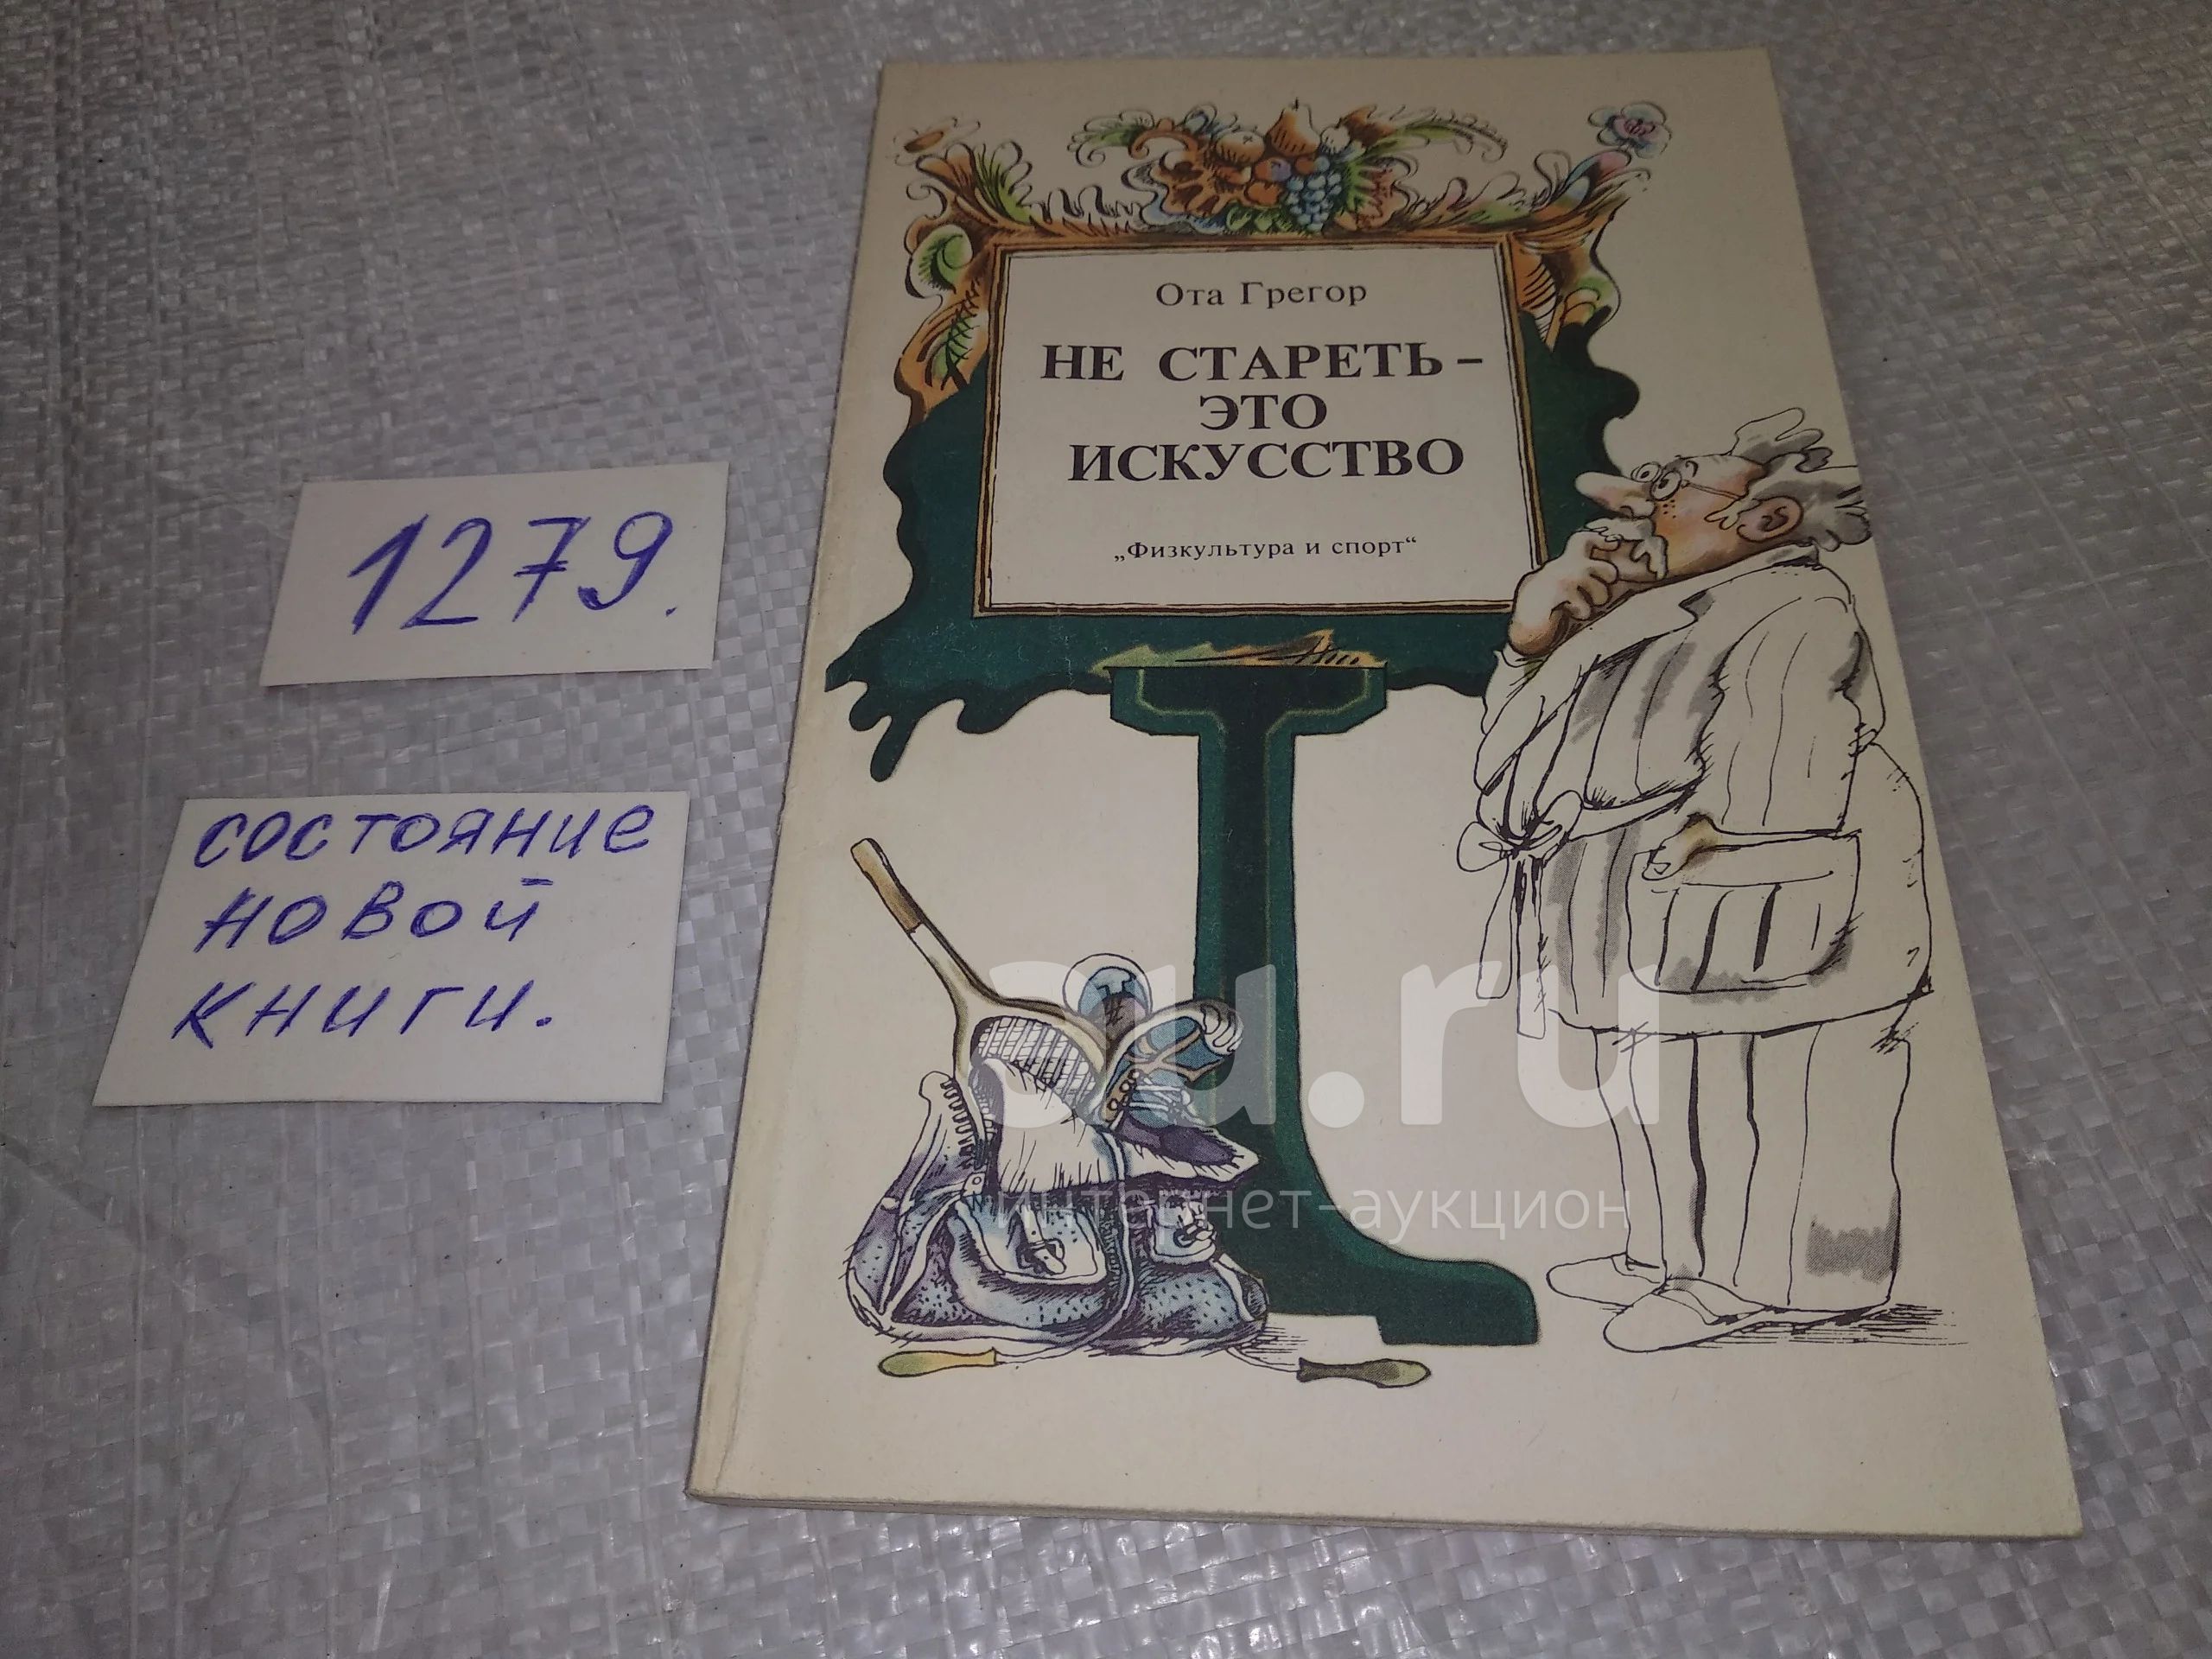 Ота Грегор
НЕ СТАРЕТЬ –
ЭТО
ИСКУССТВО
„Физкультура и спорт“
1279.
состояние
новой
книги.
au.ru
интернет-аукцион